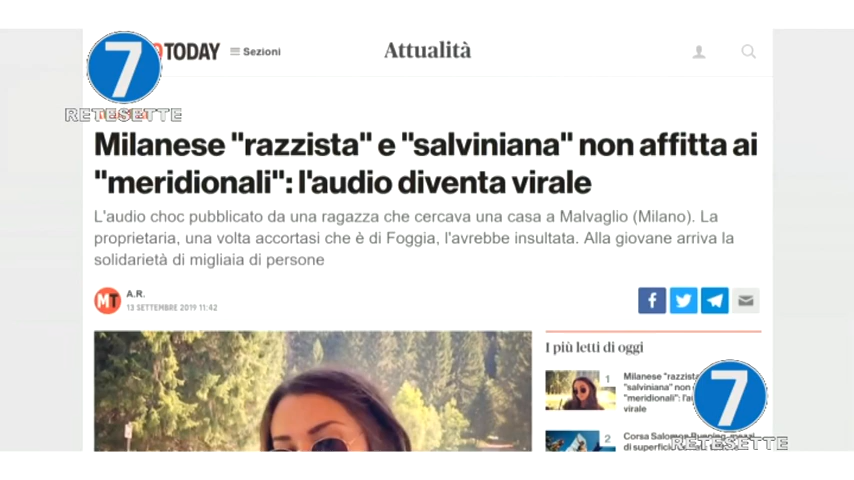 7
RETESETTE
TODAY
Sezioni
Attualità
Milanese "razzista" e "salviniana" non affitta ai
"meridionali": l'audio diventa virale
L'audio choc pubblicato da una ragazza che cercava una casa a Malvaglio (Milano). La
proprietaria, una volta accortasi che è di Foggia, l'avrebbe insultata. Alla giovane arriva la
solidarietà di migliaia di persone
MT
A.R.
13 SETTEMBRE 2019 11:42
I più letti di oggi
1
Milanese
"salviniana" non
"meridionali":
virale
2
Corsa Salomon
di
7
RETESETTE